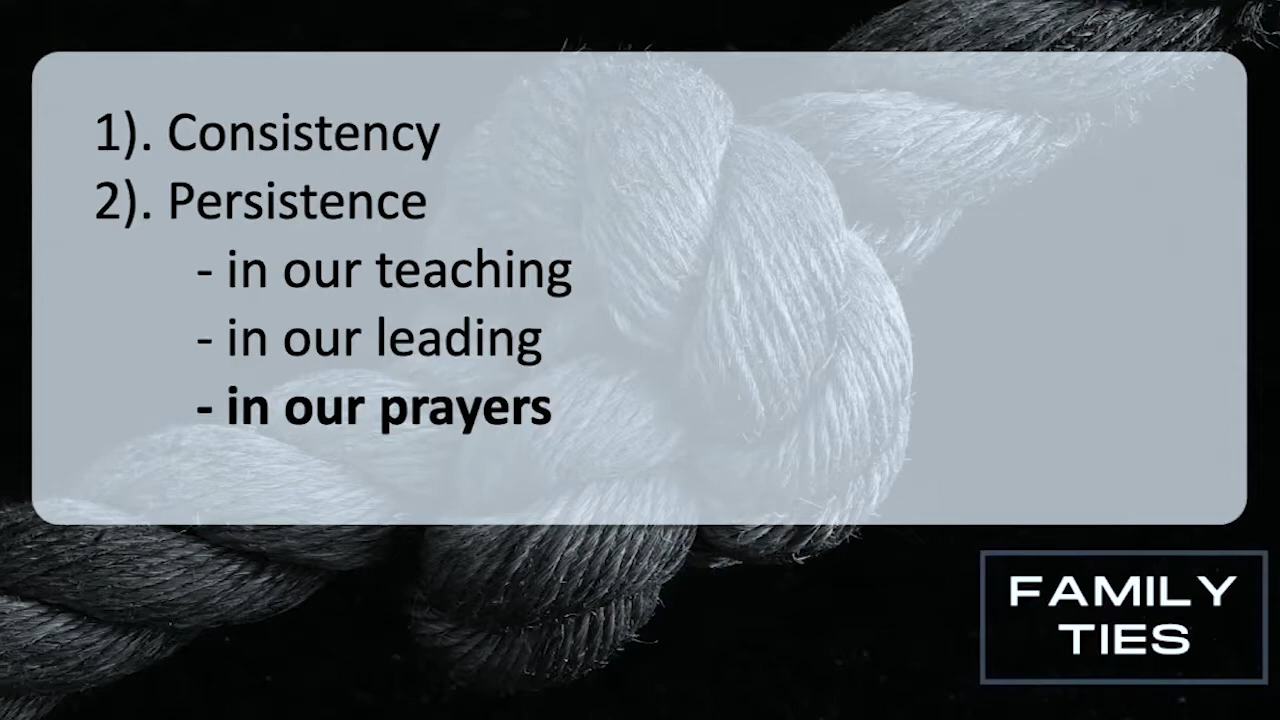 1). Consistency
2). Persistence
- in our teaching
- in our leading
- in our prayers
FAMILY
TIES